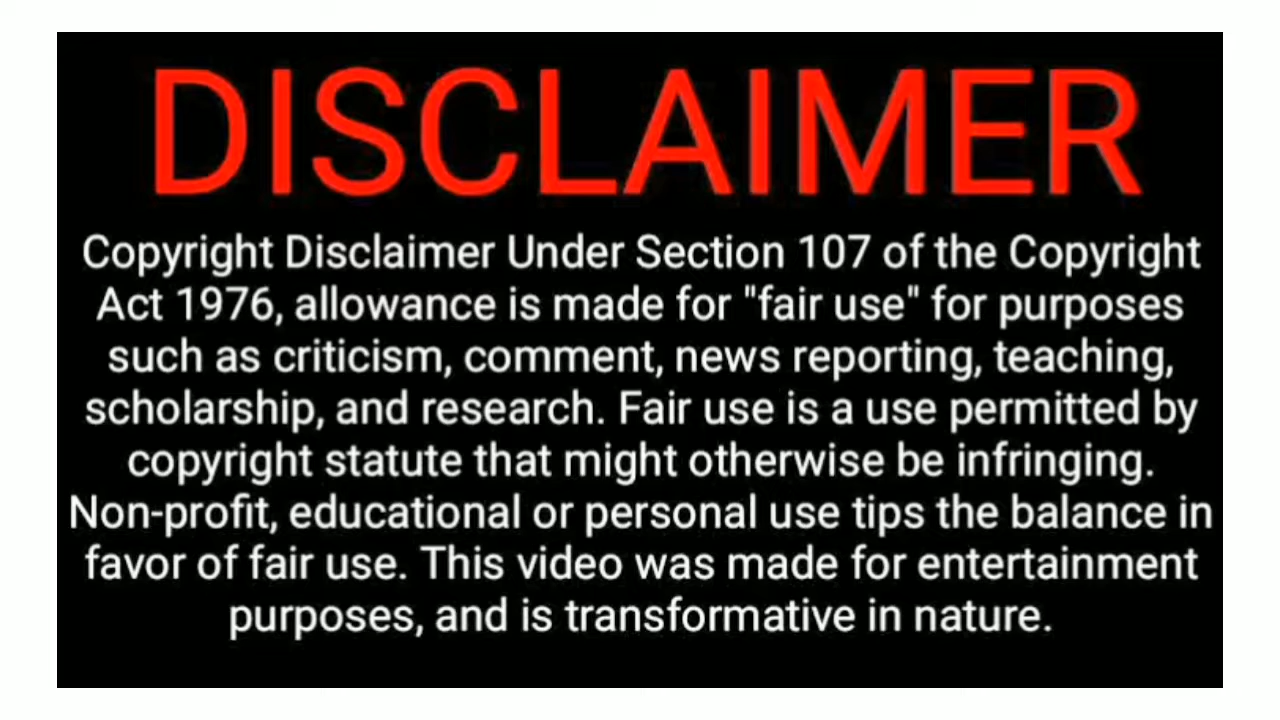 DISCLAIMER
Copyright Disclaimer Under Section 107 of the Copyright
Act 1976, allowance is made for "fair use" for purposes
such as criticism, comment, news reporting, teaching,
scholarship, and research. Fair use is a use permitted by
copyright statute that might otherwise be infringing.
Non-profit, educational or personal use tips the balance in
favor of fair use. This video was made for entertainment
purposes, and is transformative in nature.